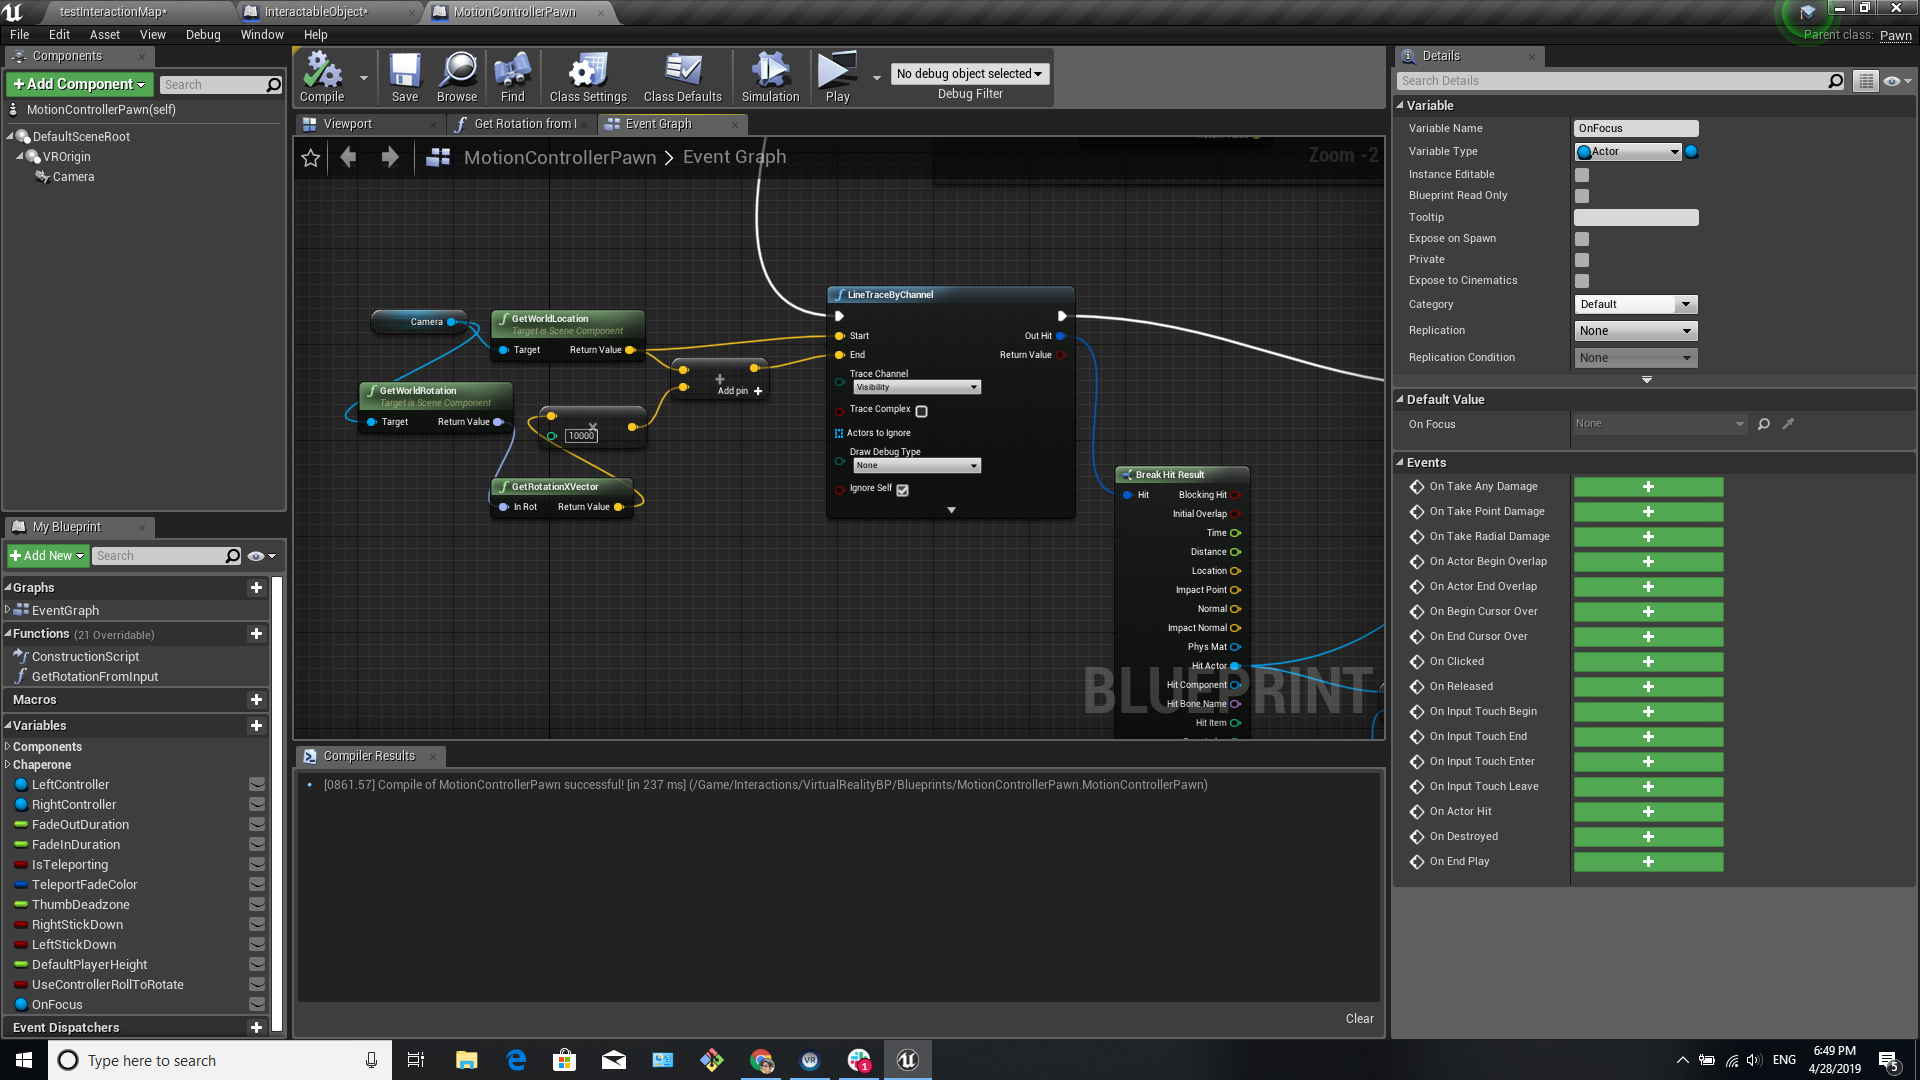 testInteractionMap*
InteractableObject*
MotionControllerPawn
File Edit Asset View Debug Window Help
Parent class: Pawn
Components
+Add Component
Search
MotionControllerPawn(self)
DefaultSceneRoot
VROrigin
Camera
Compile
Save
Browse
Find
Class Settings
Class Defaults
Simulation
Play
No debug object selected
Debug Filter
Viewport
Get Rotation from I
Event Graph
MotionControllerPawn > Event Graph
Zoom -2
Camera
GetWorldLocation
Target is Scene Component
Target Return Value
GetWorldRotation
Target is Scene Component
Target Return Value
Add pin +
10000
GetRotationXVector
In Rot Return Value
LineTraceByChannel
Start Out Hit
End Return Value
Trace Channel
Visibility
Trace Complex
Actors to Ignore
Draw Debug Type
None
Ignore Self
Break Hit Result
Hit Blocking Hit
Initial Overlap
Time
Distance
Location
Impact Point
Normal
Impact Normal
Phys Mat
Hit Actor
Hit Component
Hit Bone Name
Hit Item
BLUEPRINT
My Blueprint
+Add New
Search
Graphs
EventGraph
Functions (21 Overridable)
ConstructionScript
GetRotationFromInput
Macros
Variables
Components
Chaperone
LeftController
RightController
FadeOutDuration
FadeInDuration
IsTeleporting
TeleportFadeColor
ThumbDeadzone
RightStickDown
LeftStickDown
DefaultPlayerHeight
UseControllerRollToRotate
OnFocus
Event Dispatchers
Compiler Results
[0861.57] Compile of MotionControllerPawn successful! [in 237 ms] (/Game/Interactions/VirtualRealityBP/Blueprints/MotionControllerPawn.MotionControllerPawn)
Clear
Details
Search Details
Variable
Variable Name OnFocus
Variable Type Actor
Instance Editable
Blueprint Read Only
Tooltip
Expose on Spawn
Private
Expose to Cinematics
Category Default
Replication None
Replication Condition None
Default Value
On Focus None
Events
On Take Any Damage
On Take Point Damage
On Take Radial Damage
On Actor Begin Overlap
On Actor End Overlap
On Begin Cursor Over
On End Cursor Over
On Clicked
On Released
On Input Touch Begin
On Input Touch End
On Input Touch Enter
On Input Touch Leave
On Actor Hit
On Destroyed
On End Play
Type here to search
VR
1
ENG
6:49 PM
4/28/2019
5